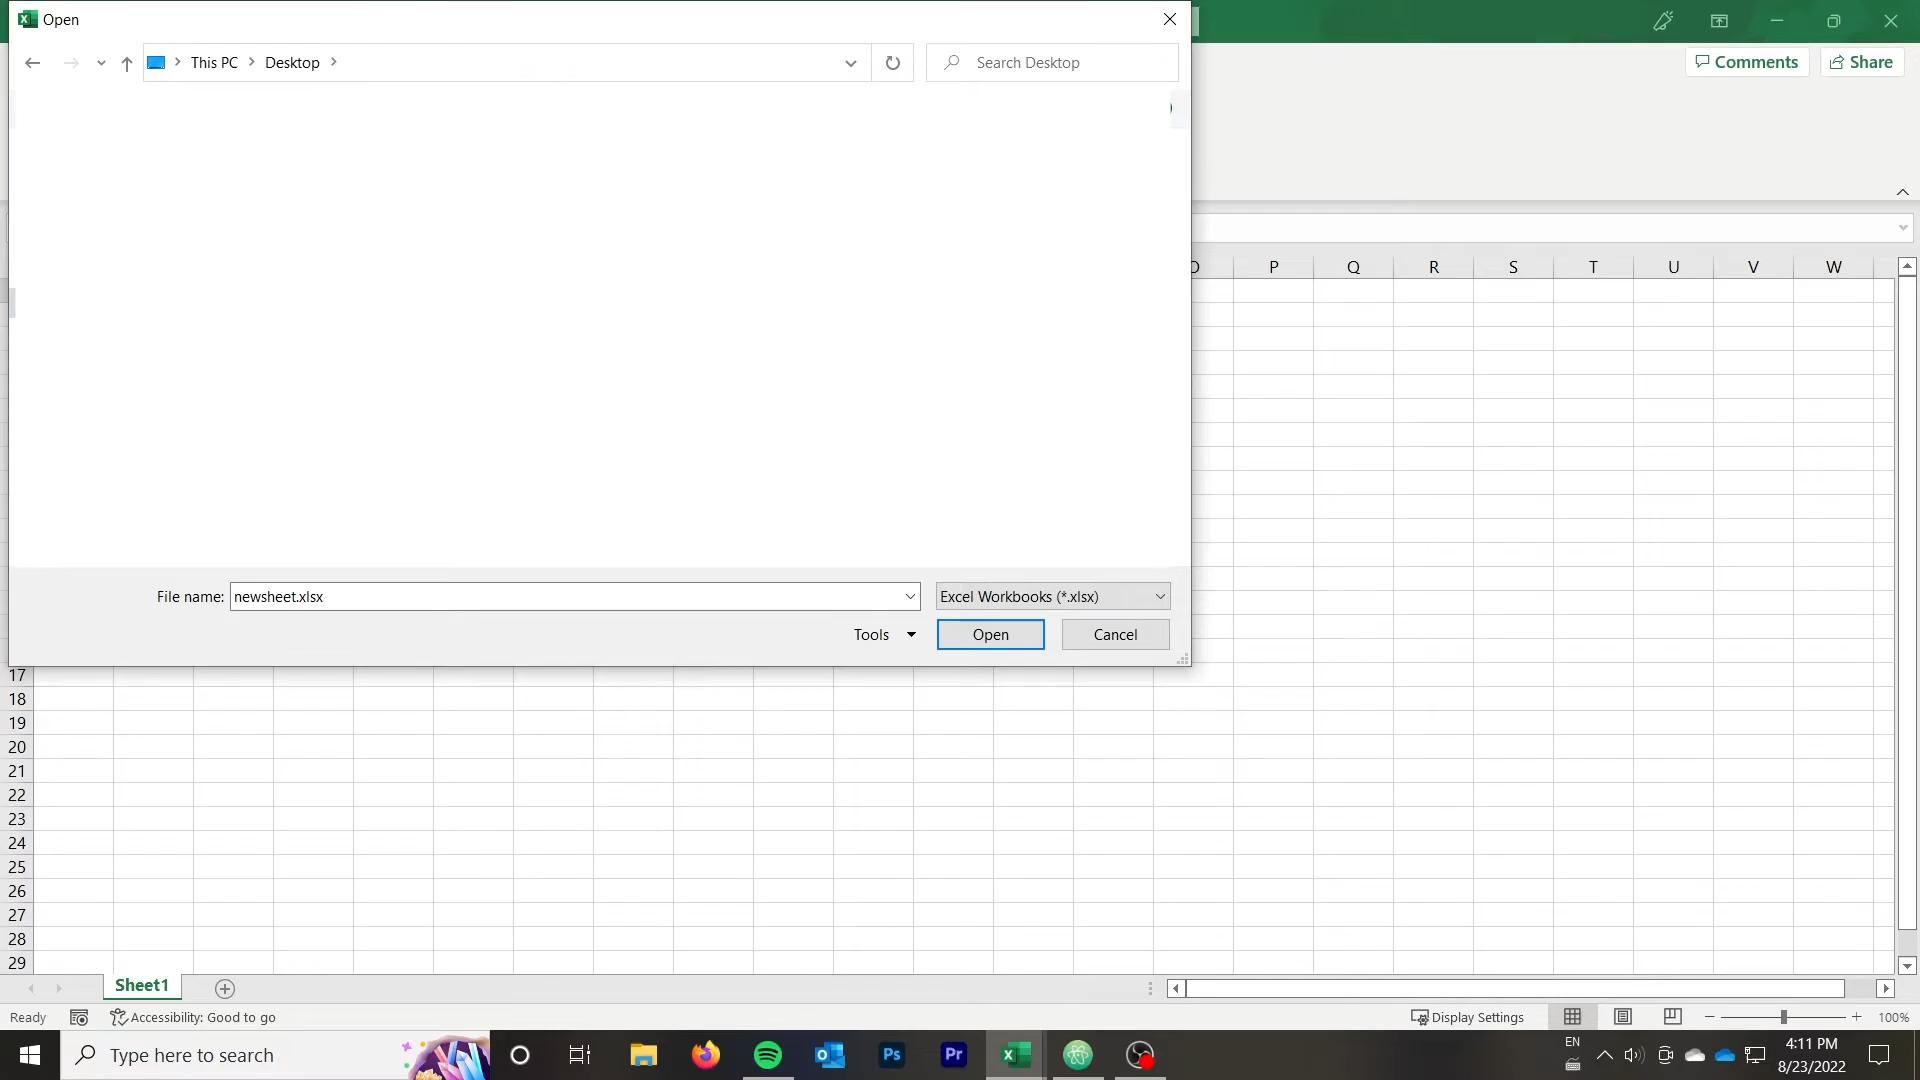 Open
This PC > Desktop >
Search Desktop
Comments
Share
P Q R S T U V W
File name: newsheet.xlsx
Excel Workbooks (*.xlsx)
Tools
Open
Cancel
17
18
19
20
21
22
23
24
25
26
27
28
29
Sheet1
Ready
Accessibility: Good to go
Display Settings
100%
Type here to search
Ps
Pr
EN
4:11 PM
8/23/2022